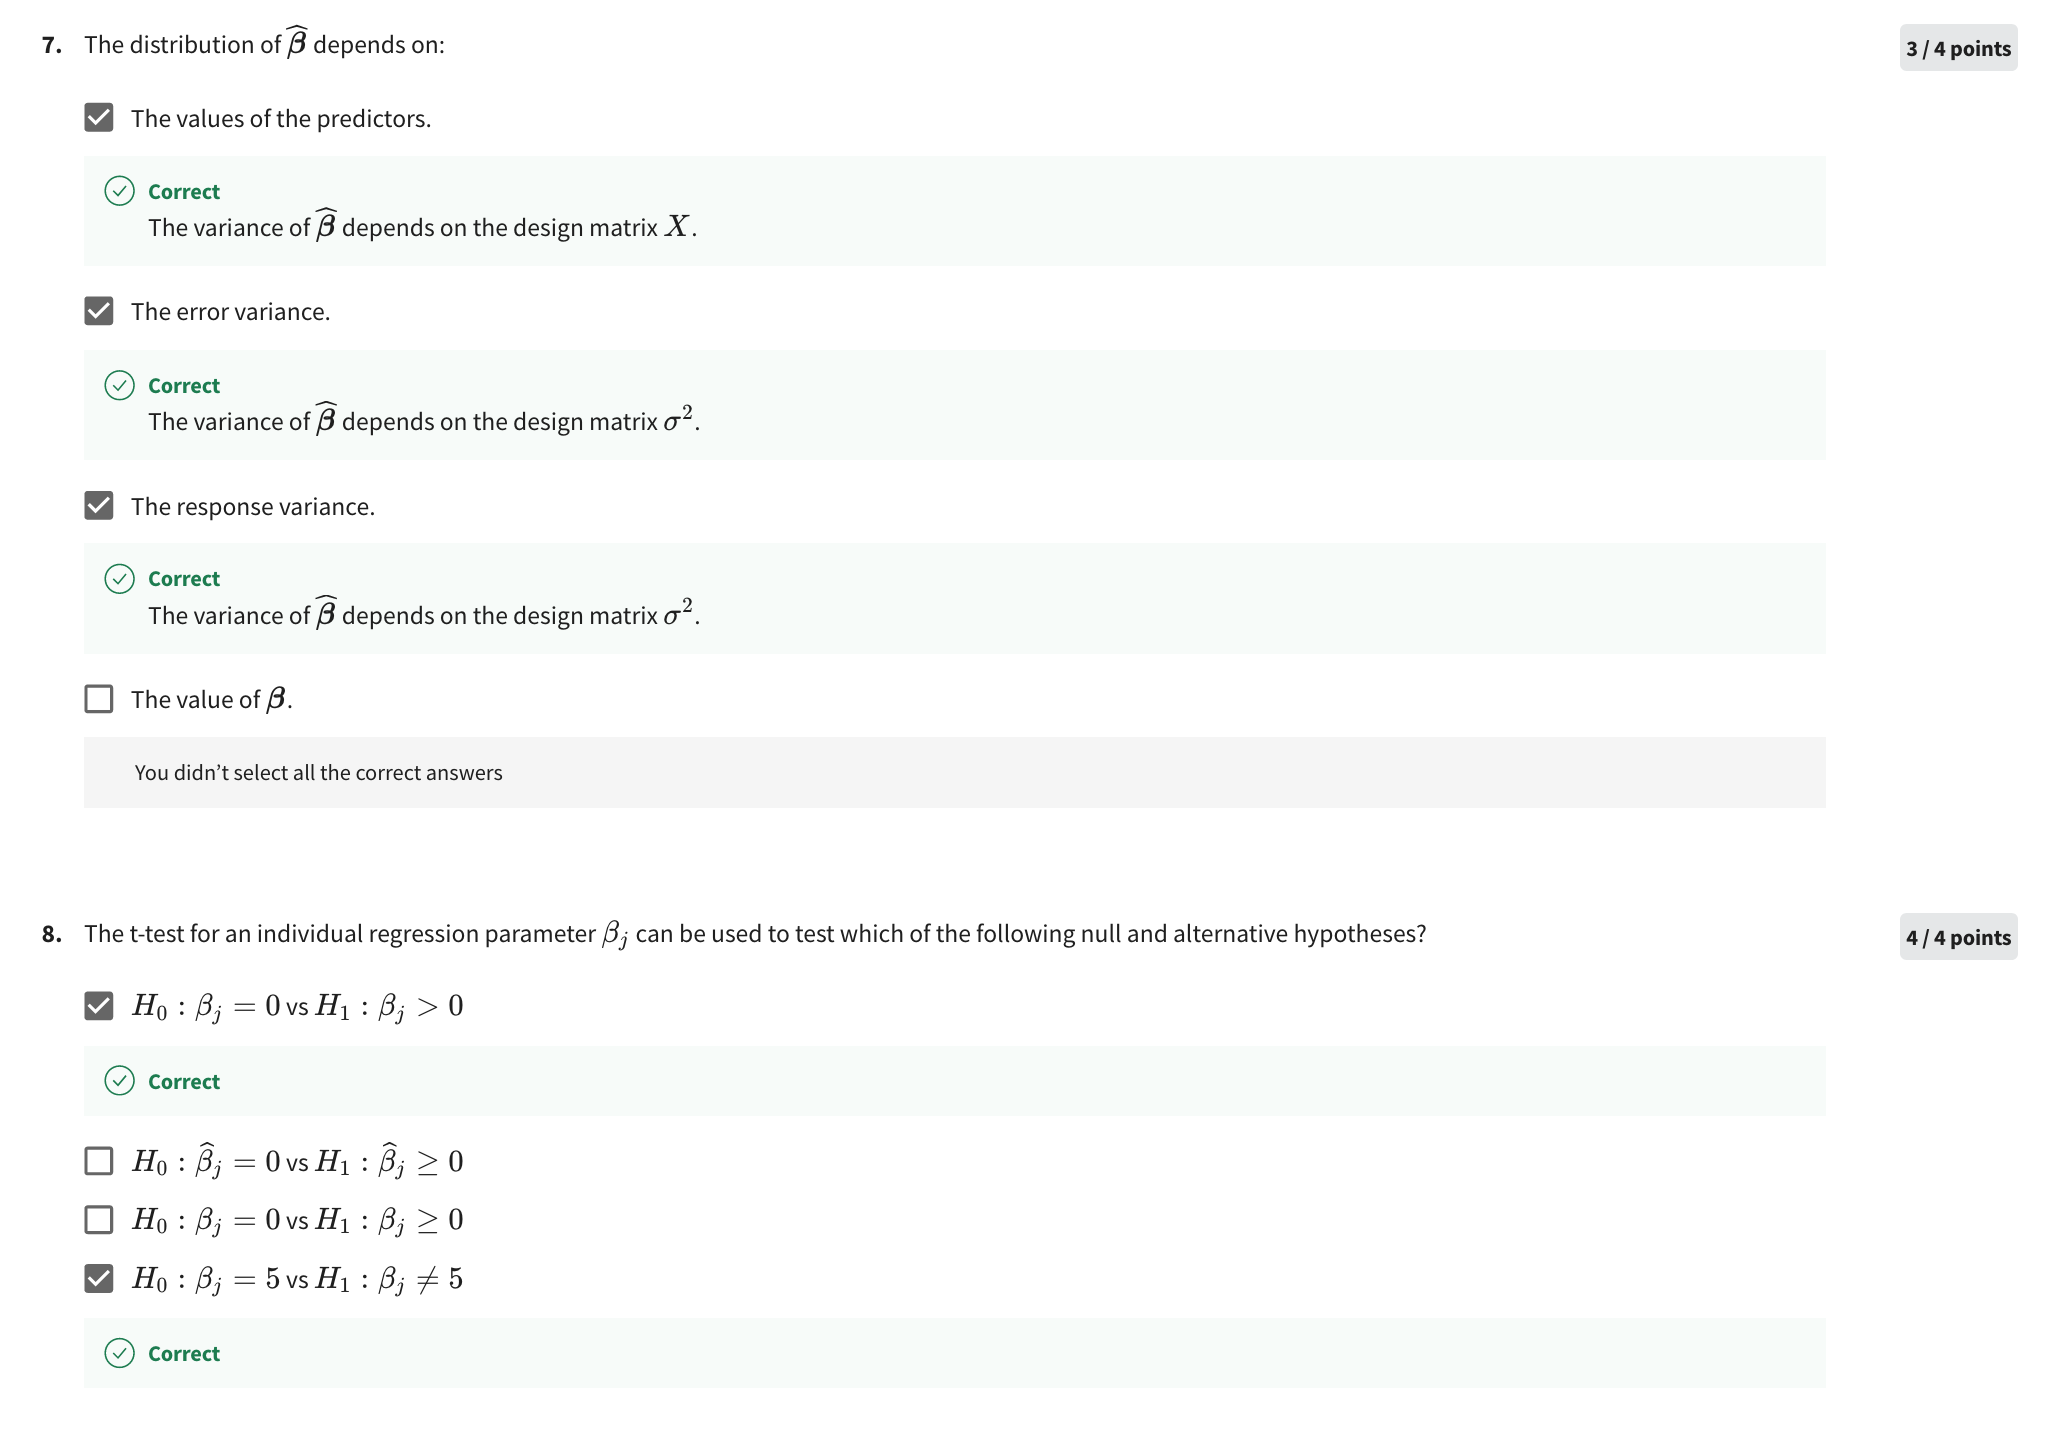 7. The distribution of $\widehat{\boldsymbol{\beta}}$ depends on:
3 / 4 points
The values of the predictors.
Correct
The variance of $\widehat{\boldsymbol{\beta}}$ depends on the design matrix $X$.
The error variance.
Correct
The variance of $\widehat{\boldsymbol{\beta}}$ depends on the design matrix $\sigma^2$.
The response variance.
Correct
The variance of $\widehat{\boldsymbol{\beta}}$ depends on the design matrix $\sigma^2$.
The value of $\boldsymbol{\beta}$.
You didn’t select all the correct answers
8. The t-test for an individual regression parameter $\beta_j$ can be used to test which of the following null and alternative hypotheses?
4 / 4 points
$H_0 : \beta_j = 0$ vs $H_1 : \beta_j > 0$
Correct
$H_0 : \widehat{\beta}_j = 0$ vs $H_1 : \widehat{\beta}_j \geq 0$
$H_0 : \beta_j = 0$ vs $H_1 : \beta_j \geq 0$
$H_0 : \beta_j = 5$ vs $H_1 : \beta_j \neq 5$
Correct